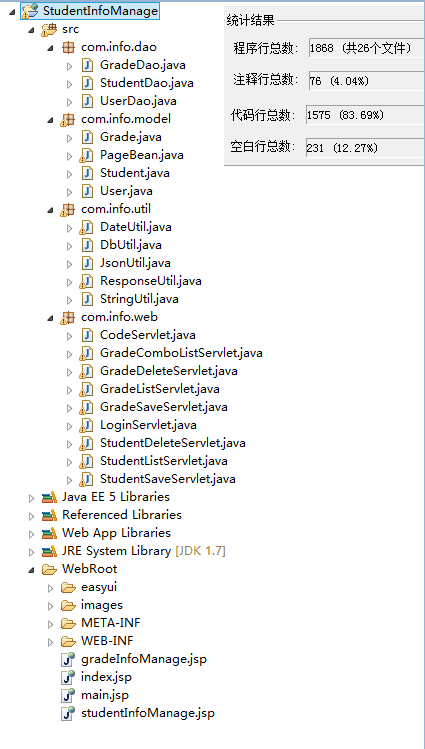 StudentInfoManage
src
com.info.dao
GradeDao.java
StudentDao.java
UserDao.java
com.info.model
Grade.java
PageBean.java
Student.java
User.java
com.info.util
DateUtil.java
DbUtil.java
JsonUtil.java
ResponseUtil.java
StringUtil.java
com.info.web
CodeServlet.java
GradeComboListServlet.java
GradeDeleteServlet.java
GradeListServlet.java
GradeSaveServlet.java
LoginServlet.java
StudentDeleteServlet.java
StudentListServlet.java
StudentSaveServlet.java
Java EE 5 Libraries
Referenced Libraries
Web App Libraries
JRE System Library [JDK 1.7]
WebRoot
easyui
images
META-INF
WEB-INF
gradeInfoManage.jsp
index.jsp
main.jsp
studentInfoManage.jsp
统计结果
程序行总数: 1868 (共26个文件)
注释行总数: 76 (4.04%)
代码行总数: 1575 (83.69%)
空白行总数: 231 (12.27%)